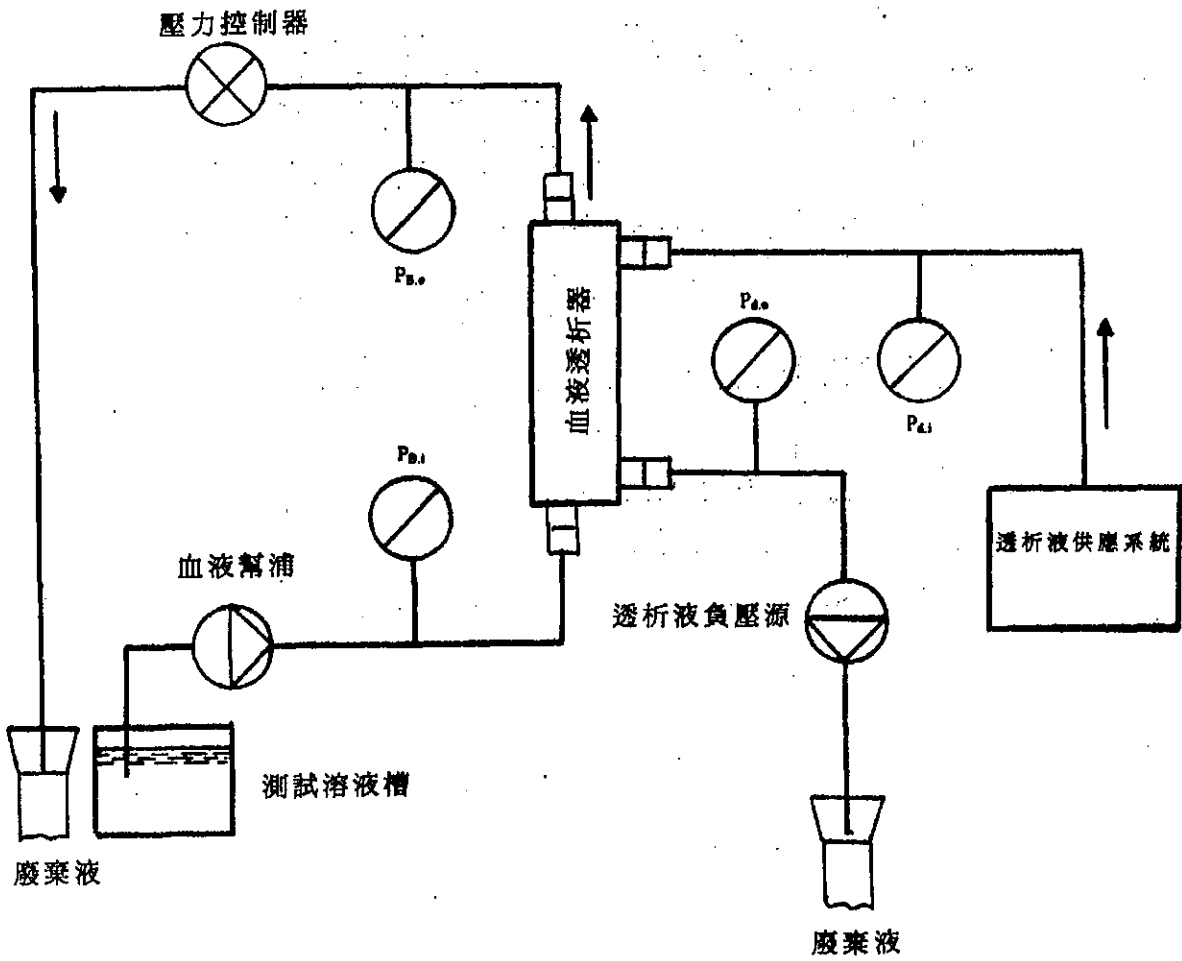 壓力控制器
P_B.o
血液透析器
P_d.o
P_d.i
P_B.i
透析液供應系統
血液幫浦
透析液負壓源
測試溶液槽
廢棄液
廢棄液